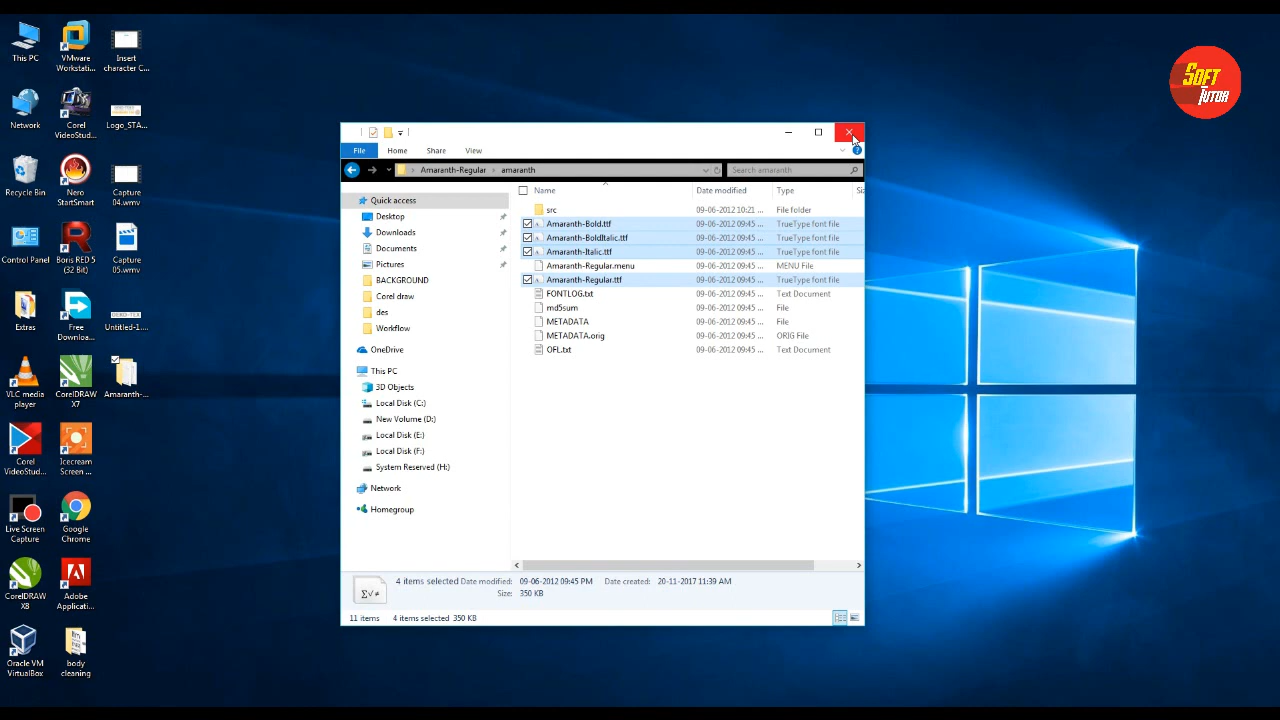 This PC
VMware
Workstati...
Insert
character C...
Network
Corel
VideoStud...
Logo_STA...
Recycle Bin
Nero
StartSmart
Capture
04.wmv
Control Panel
Boris RED 5
(32 Bit)
Capture
05.wmv
Extras
Free
Downloa...
Untitled-1....
VLC media
player
CorelDRAW
X7
Amaranth-...
Corel
VideoStud...
Icecream
Screen ...
Live Screen
Capture
Google
Chrome
CorelDRAW
X8
Adobe
Applicati...
Oracle VM
VirtualBox
body
cleaning
SOFT
TUTOR
File Home Share View
Amaranth-Regular › amaranth
Search amaranth
Quick access
Desktop
Downloads
Documents
Pictures
BACKGROUND
Corel draw
des
Workflow
OneDrive
This PC
3D Objects
Local Disk (C:)
New Volume (D:)
Local Disk (E:)
Local Disk (F:)
System Reserved (H:)
Network
Homegroup
Name Date modified Type Siz
src 09-06-2012 10:21 ... File folder
Amaranth-Bold.ttf 09-06-2012 09:45 ... TrueType font file
Amaranth-BoldItalic.ttf 09-06-2012 09:45 ... TrueType font file
Amaranth-Italic.ttf 09-06-2012 09:45 ... TrueType font file
Amaranth-Regular.menu 09-06-2012 09:45 ... MENU File
Amaranth-Regular.ttf 09-06-2012 09:45 ... TrueType font file
FONTLOG.txt 09-06-2012 09:45 ... Text Document
md5sum 09-06-2012 09:45 ... File
METADATA 09-06-2012 09:45 ... File
METADATA.orig 09-06-2012 09:45 ... ORIG File
OFL.txt 09-06-2012 09:45 ... Text Document
4 items selected Date modified: 09-06-2012 09:45 PM Date created: 20-11-2017 11:39 AM
Size: 350 KB
11 items 4 items selected 350 KB